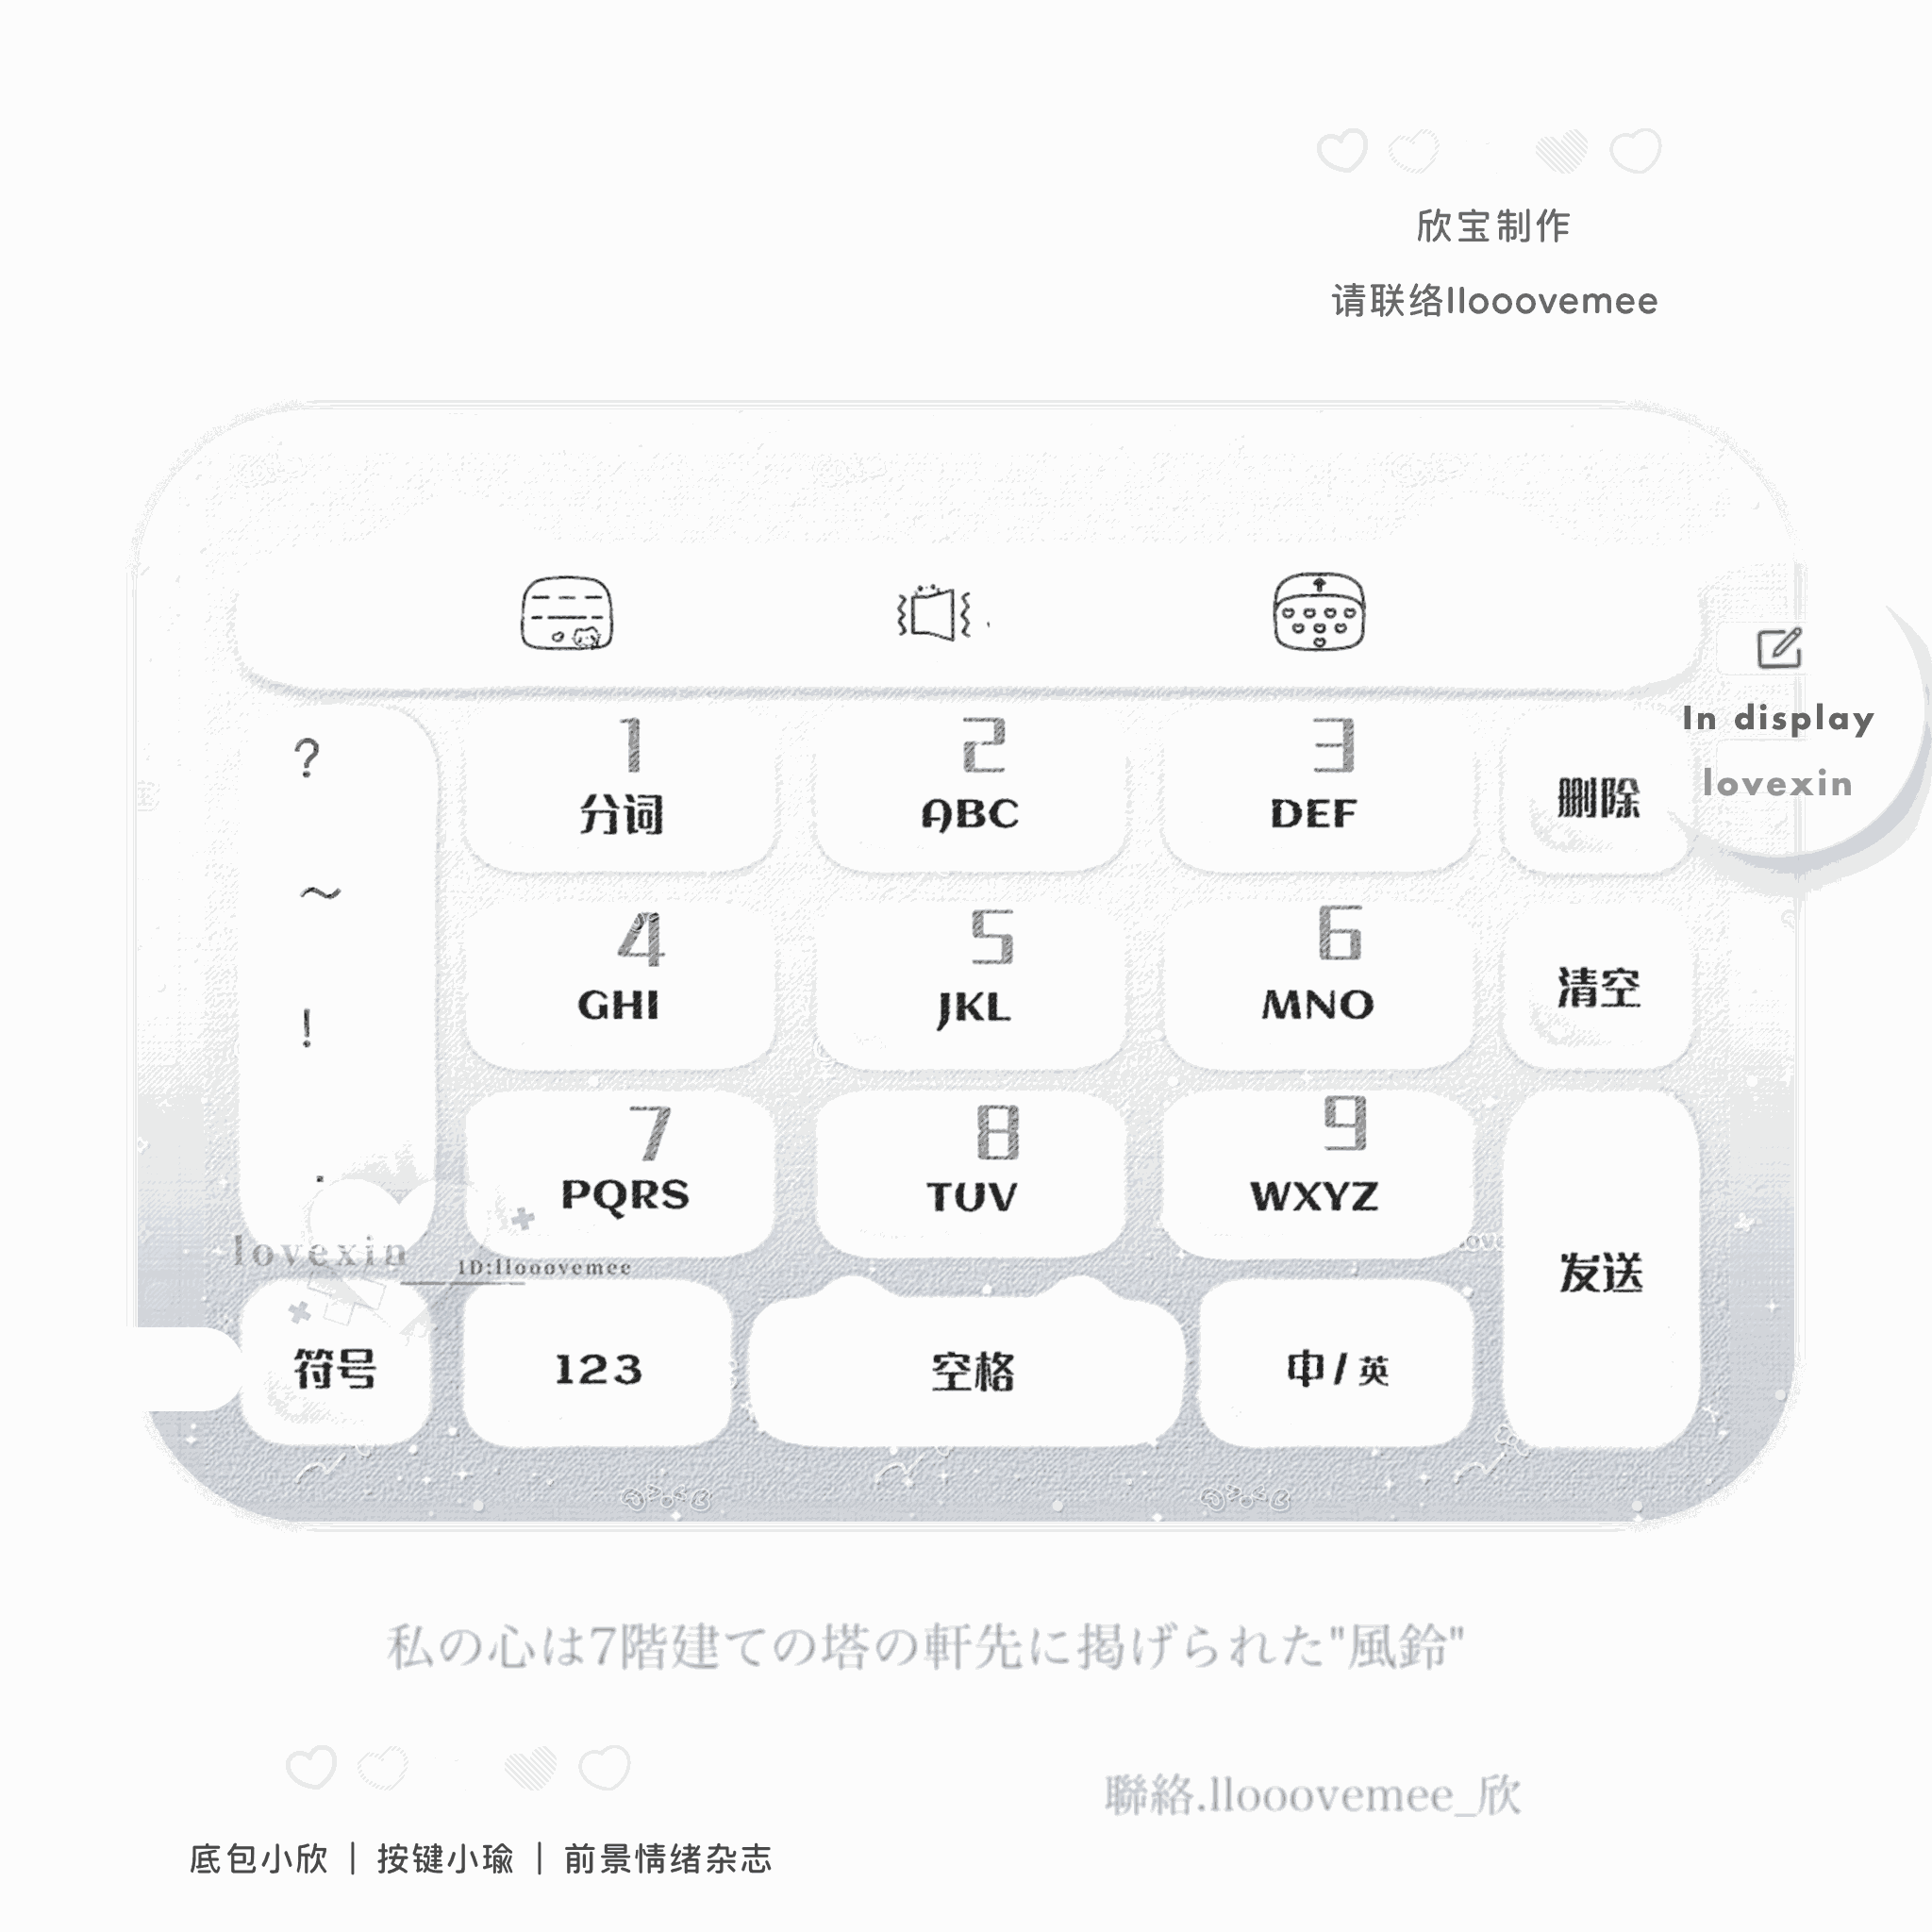 欣宝制作
请联络llooovemee
In display
lovexin
?
1
分词
2
ABC
3
DEF
删除
~
4
GHI
5
JKL
6
MNO
清空
!
7
PQRS
8
TUV
9
WXYZ
.
发送
lovexin
ID:llooovemee
love
符号
123
空格
中/英
私の心は7階建ての塔の軒先に掲げられた"風鈴"
聯絡.llooovemee_欣
底包小欣 | 按键小瑜 | 前景情绪杂志